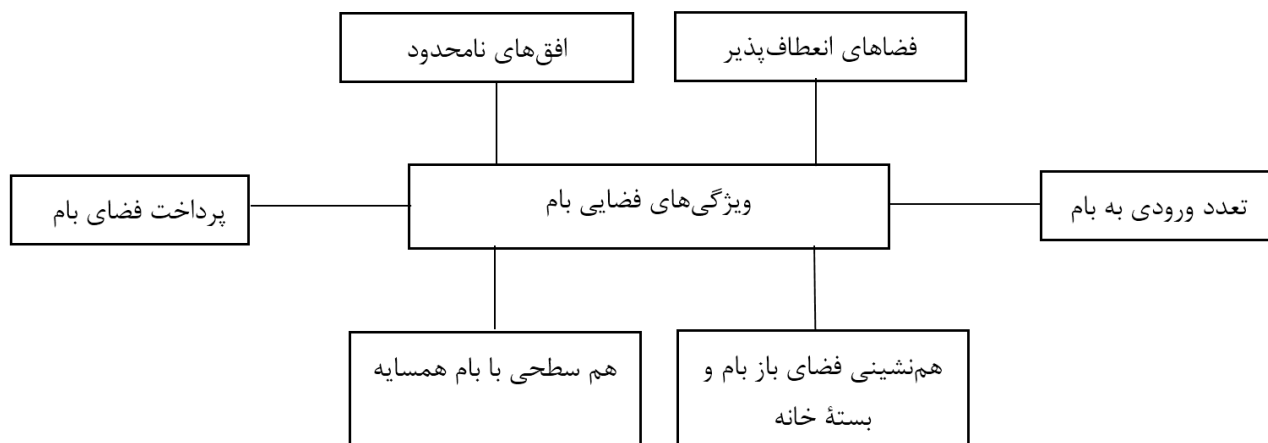 فضاهای انعطاف‌پذیر
افق‌های نامحدود
ویژگی‌های فضایی بام
تعدد ورودی به بام
پرداخت فضای بام
هم‌نشینی فضای باز بام و
بستهٔ خانه
هم سطحی با بام همسایه